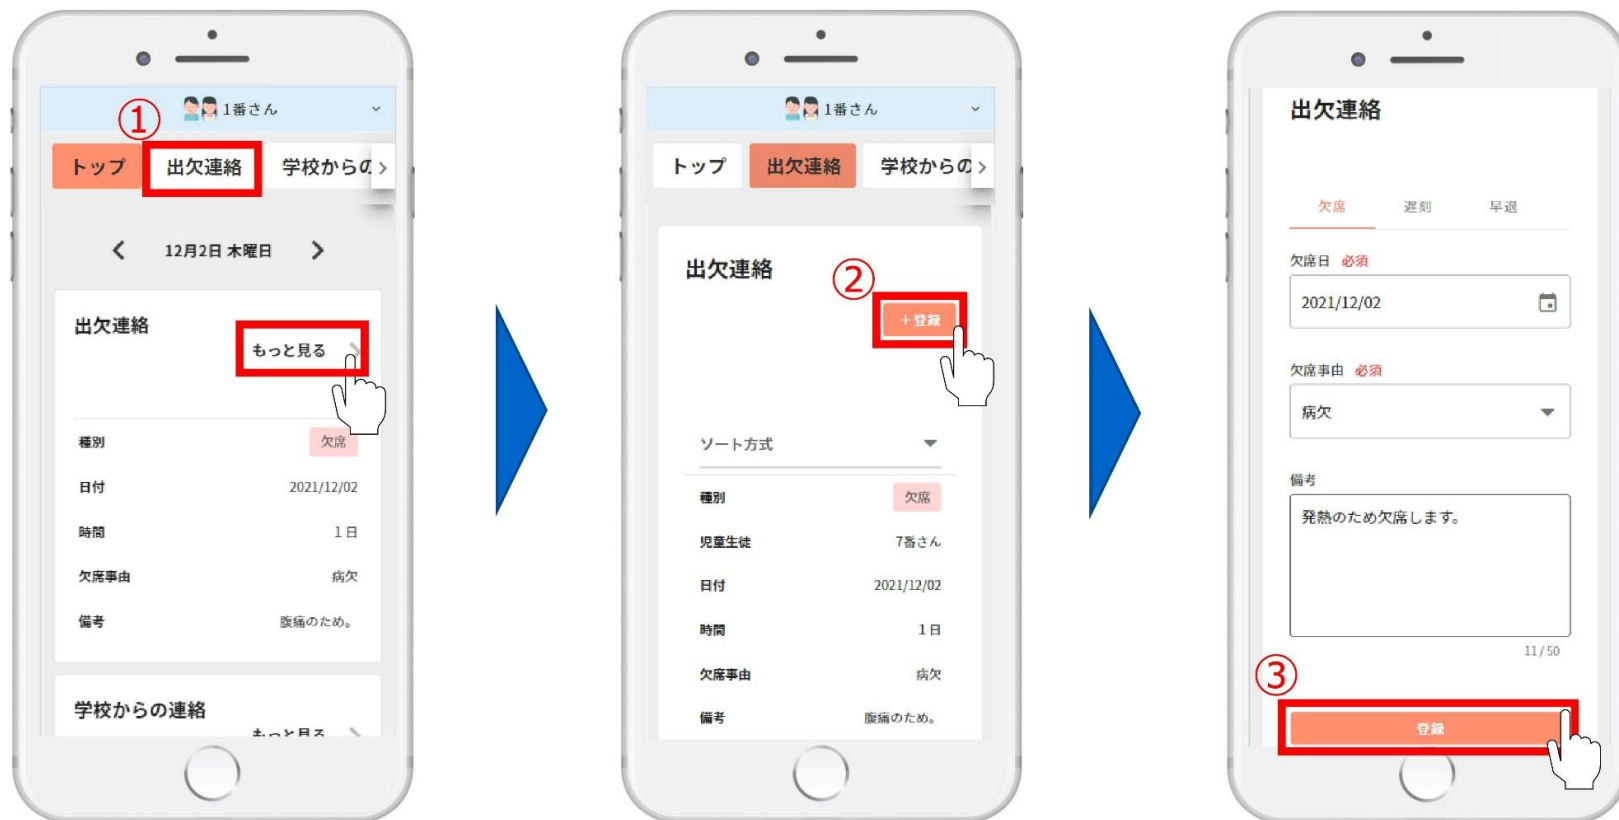 ①
1番さん
トップ 出欠連絡 学校からの
12月2日 木曜日
出欠連絡
もっと見る
種別 欠席
日付 2021/12/02
時間 1日
欠席事由 病欠
備考 腹痛のため。
学校からの連絡
もっと見る
1番さん
トップ 出欠連絡 学校からの
出欠連絡
②
+登録
ソート方式
種別 欠席
児童生徒 7番さん
日付 2021/12/02
時間 1日
欠席事由 病欠
備考 腹痛のため。
出欠連絡
欠席 遅刻 早退
欠席日 必須
2021/12/02
欠席事由 必須
病欠
備考
発熱のため欠席します。
11/50
③
登録